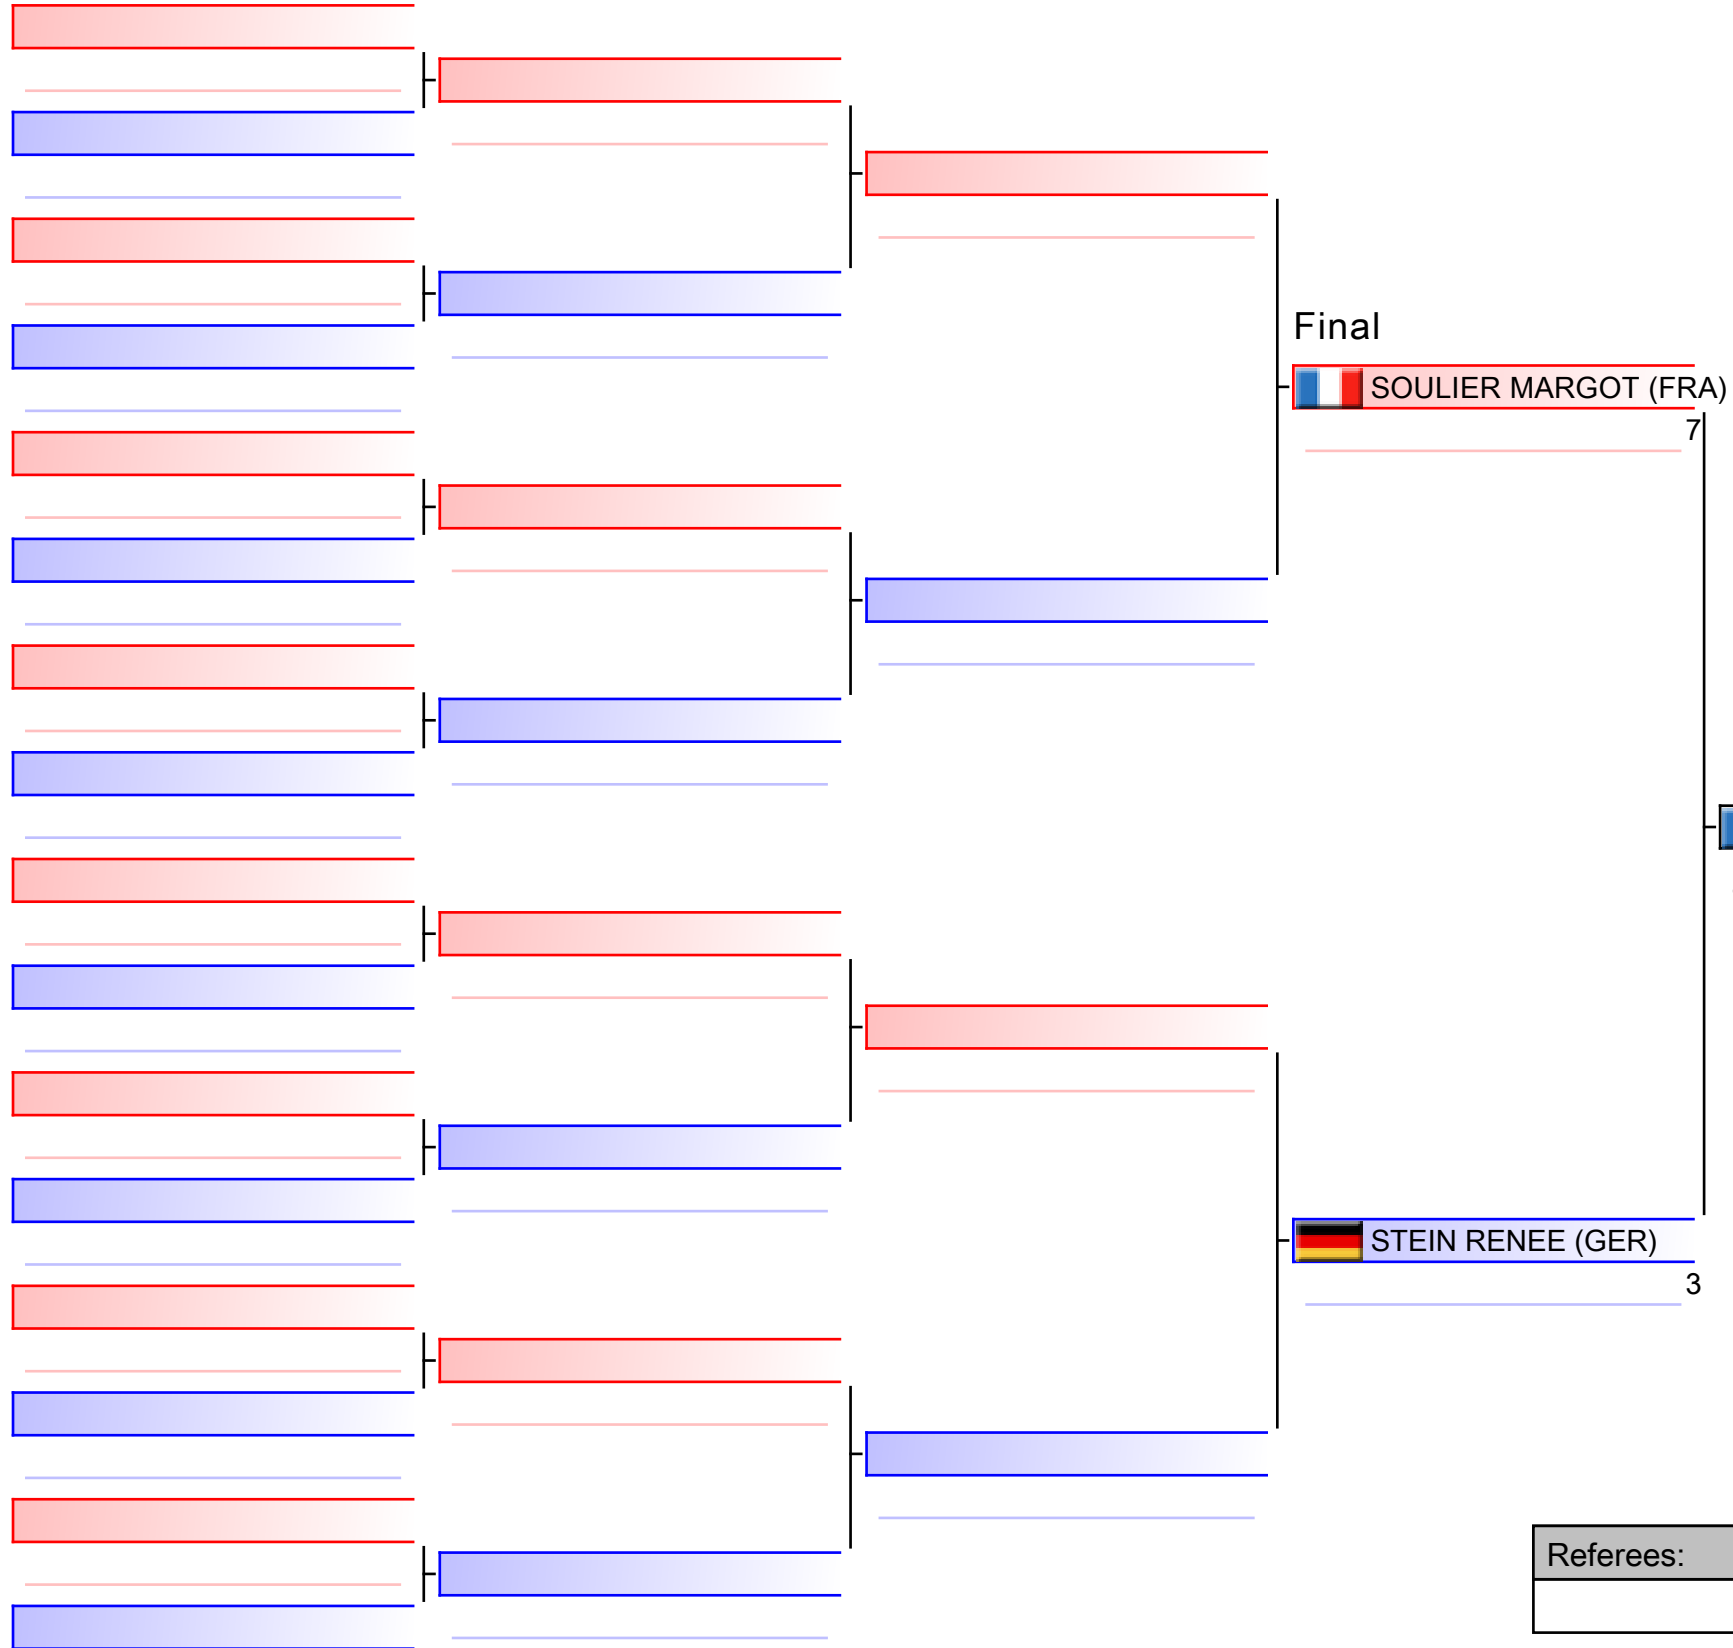 Final
SOULIER MARGOT (FRA)
7
STEIN RENEE (GER)
3
Referees: